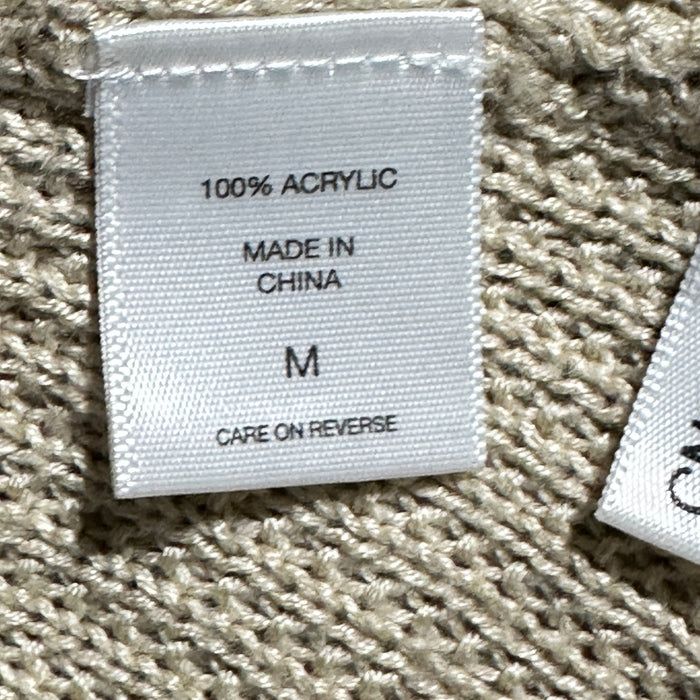 100% ACRYLIC
MADE IN
CHINA
M
CARE ON REVERSE